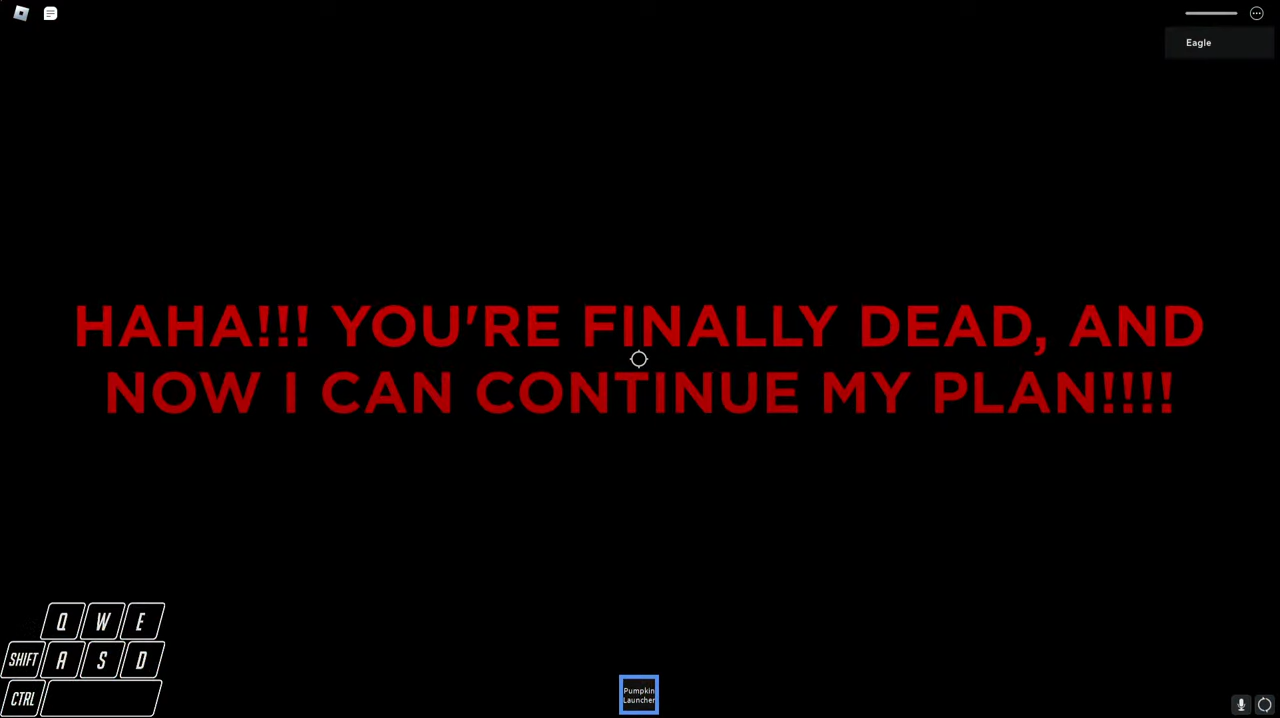 Eagle
HAHA!!! YOU'RE FINALLY DEAD, AND
NOW I CAN CONTINUE MY PLAN!!!!
Q W E
SHIFT A S D
CTRL
Pumpkin
Launcher